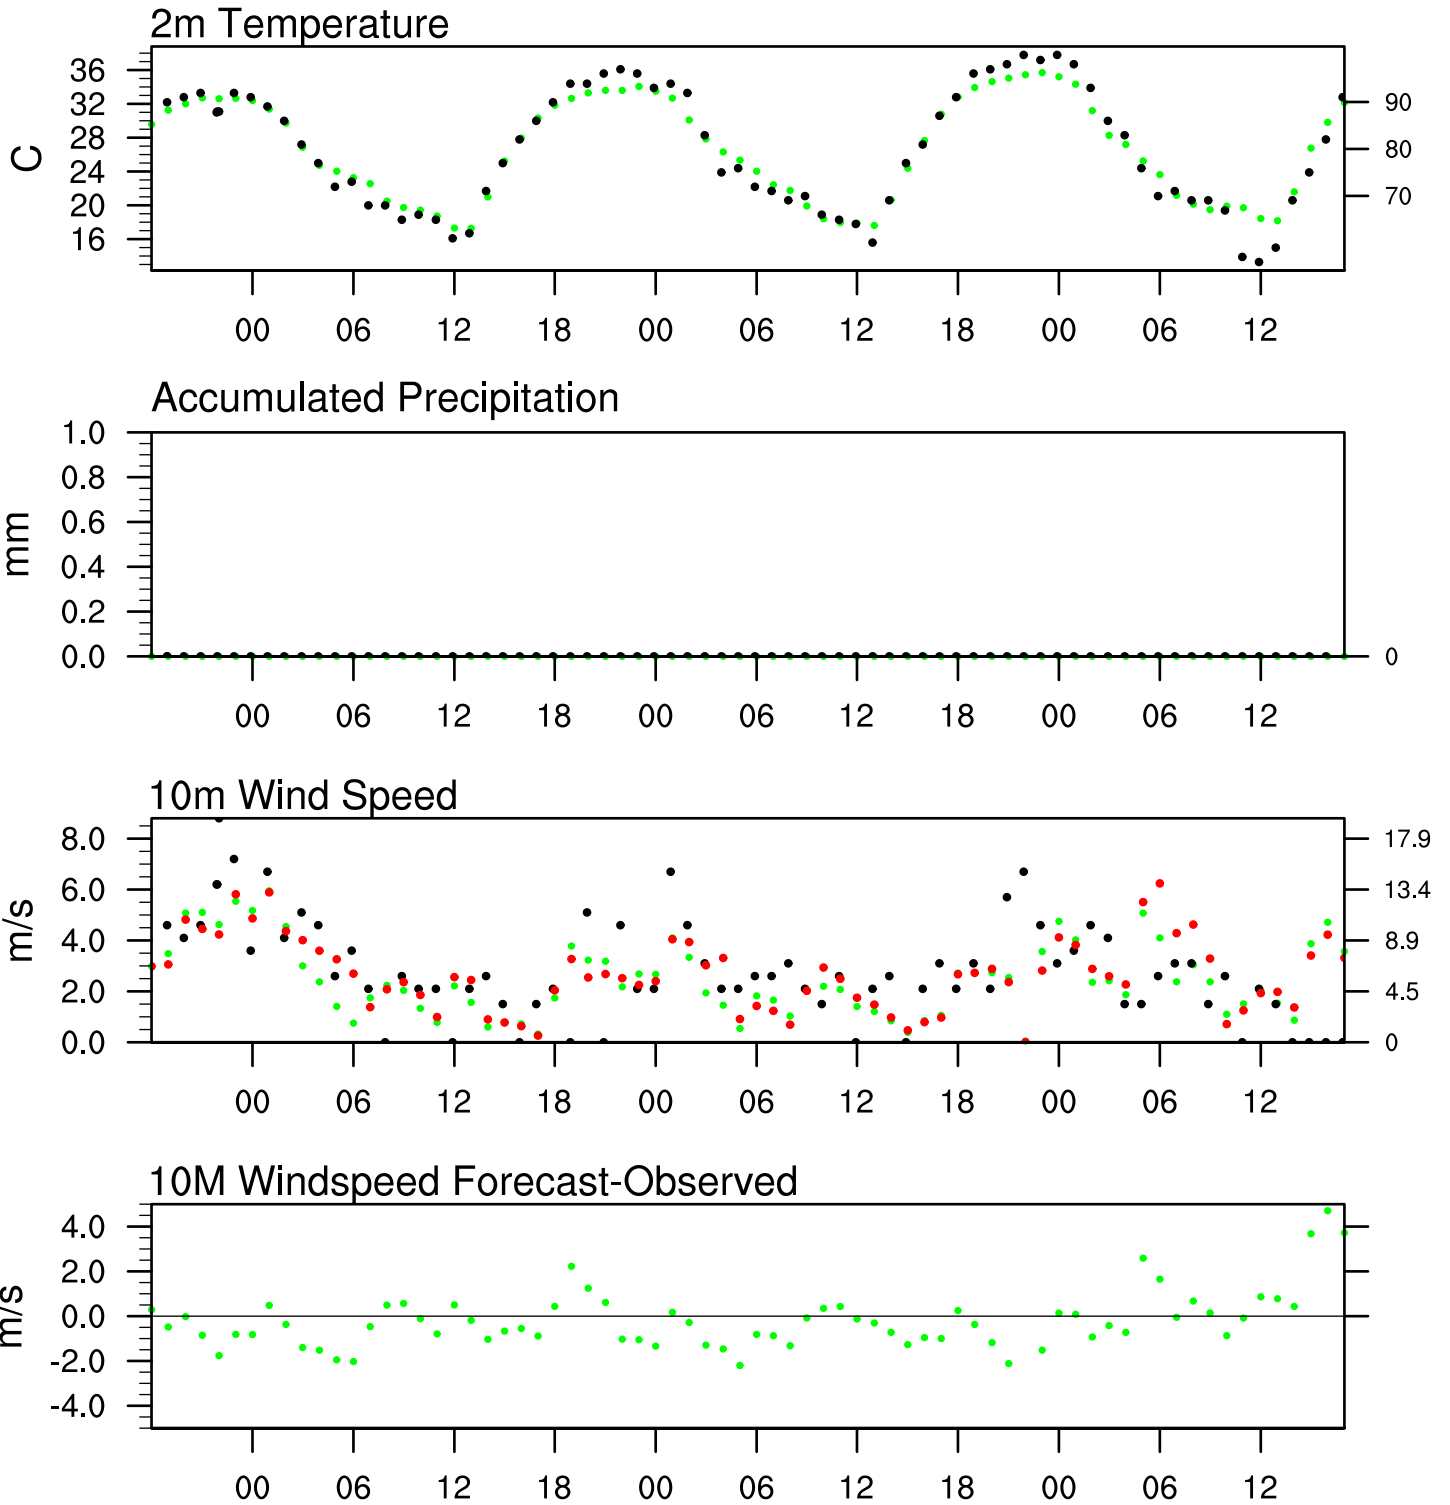 2m Temperature
36
32
28
24
20
16
C
90
80
70
00 06 12 18 00 06 12 18 00 06 12
Accumulated Precipitation
1.0
0.8
0.6
0.4
0.2
0.0
mm
0
00 06 12 18 00 06 12 18 00 06 12
10m Wind Speed
8.0
6.0
4.0
2.0
0.0
m/s
17.9
13.4
8.9
4.5
0
00 06 12 18 00 06 12 18 00 06 12
10M Windspeed Forecast-Observed
4.0
2.0
0.0
-2.0
-4.0
m/s
00 06 12 18 00 06 12 18 00 06 12